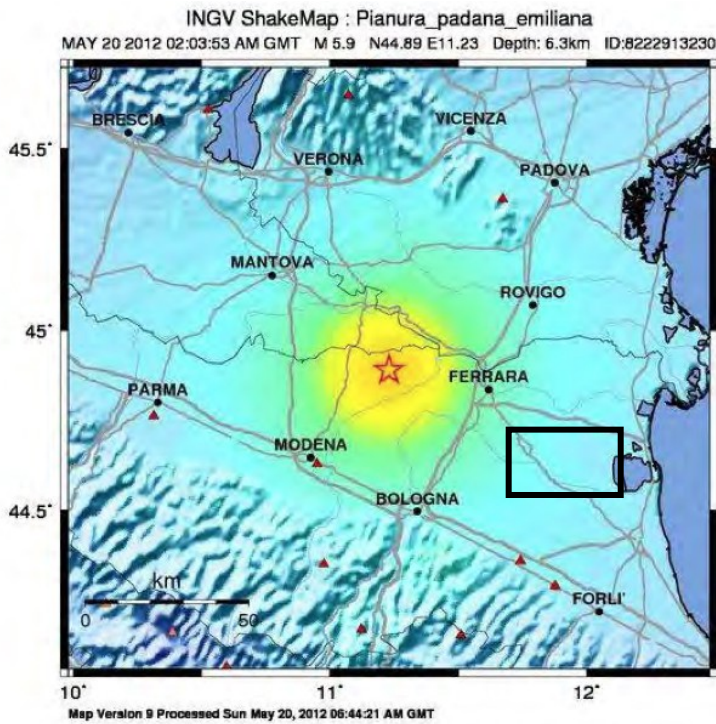 INGV ShakeMap : Pianura_padana_emiliana
MAY 20 2012 02:03:53 AM GMT M 5.9 N44.89 E11.23 Depth: 6.3km ID:8222913230
BRESCIA
VICENZA
45.5˚
VERONA
PADOVA
MANTOVA
ROVIGO
45˚
FERRARA
PARMA
MODENA
BOLOGNA
44.5˚
km
FORLI'
0 50
10˚ 11˚ 12˚
Map Version 9 Processed Sun May 20, 2012 06:44:21 AM GMT